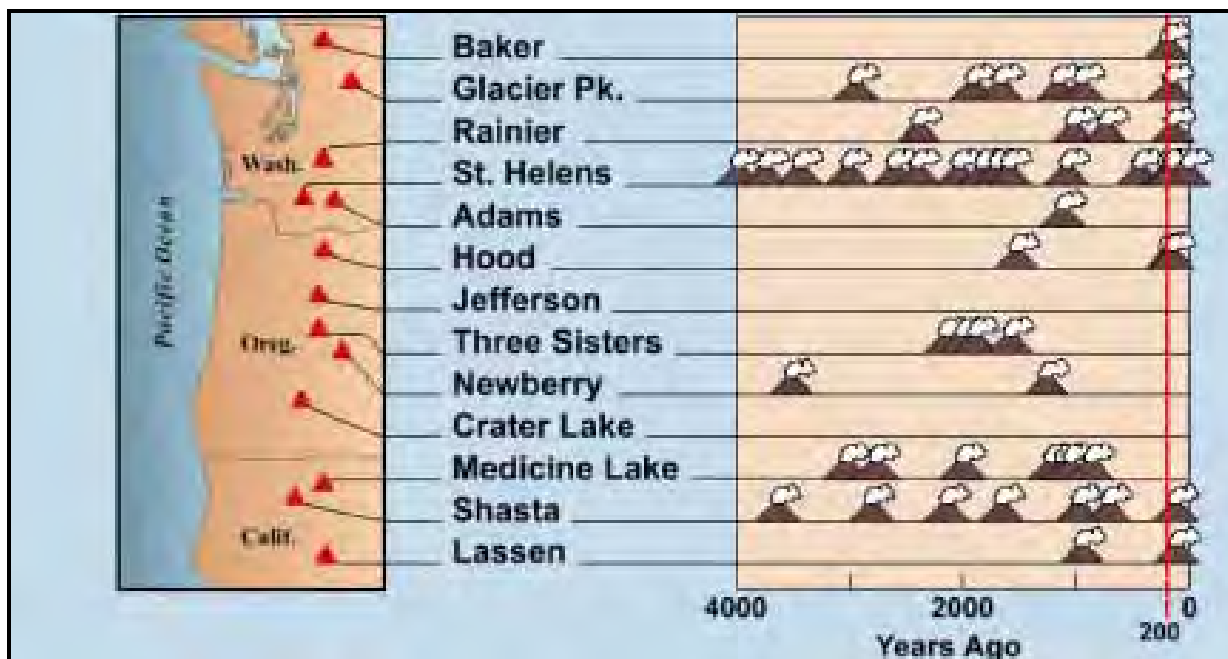 Pacific Ocean
Wash.
Oreg.
Calif.
Baker
Glacier Pk.
Rainier
St. Helens
Adams
Hood
Jefferson
Three Sisters
Newberry
Crater Lake
Medicine Lake
Shasta
Lassen
4000 2000 0
200
Years Ago